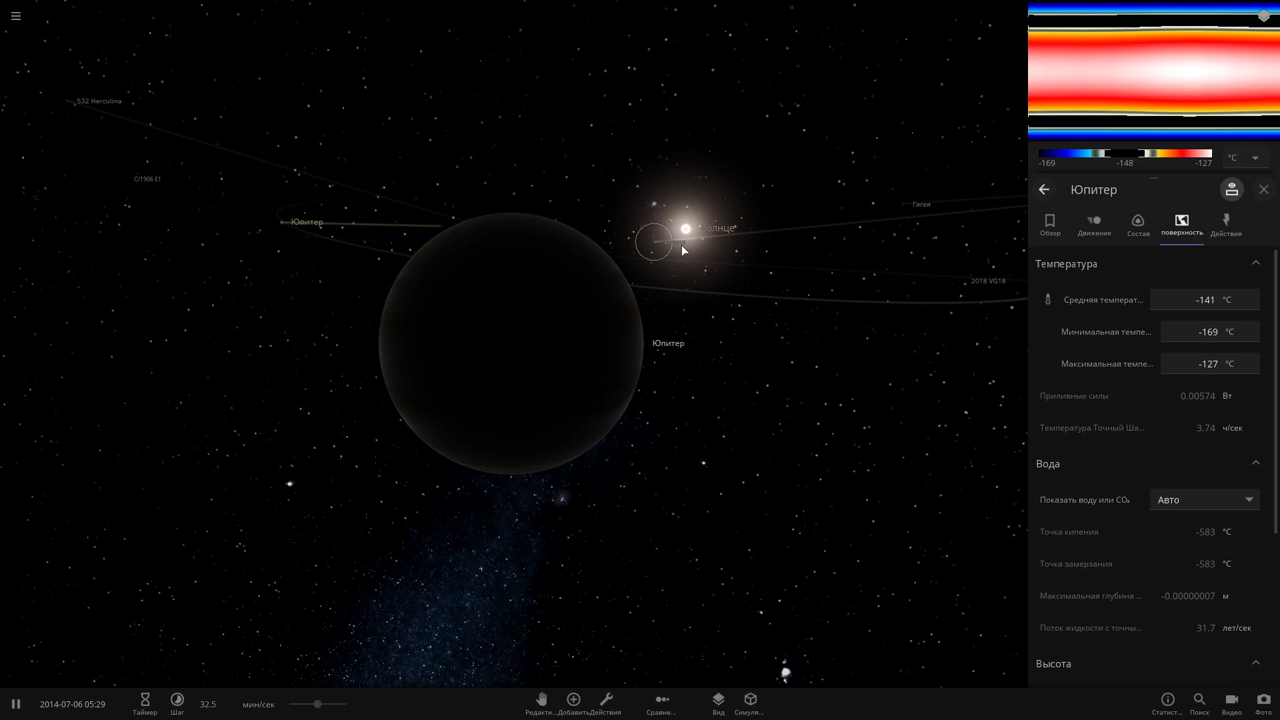 532 Herculina
C/1906 E1
Юпитер
олнце
Гигея
2018 VG18
Юпитер
-169
-148
-127
°C
Юпитер
Обзор
Движение
Состав
поверхность
Действия
Температура
Средняя температ...
-141 °C
Минимальная темпе...
-169 °C
Максимальная темпе...
-127 °C
Приливные силы
0.00574 Вт
Температура Точный Ша...
3.74 ч/сек
Вода
Показать воду или CO₂
Авто
Точка кипения
-583 °C
Точка замерзания
-583 °C
Максимальная глубина ...
-0.00000007 м
Поток жидкости с точны...
31.7 лет/сек
Высота
2014-07-06 05:29
Таймер
Шаг
32.5 мин/сек
Редакти...
Добавить
Действия
Сравне...
Вид
Симуля...
Статист...
Поиск
Видео
Фото